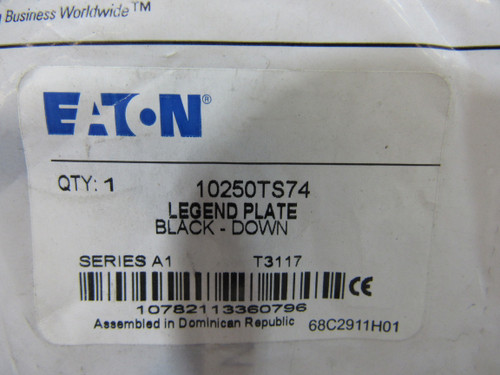 Business Worldwide™
EATON®
QTY: 1 10250TS74
LEGEND PLATE
BLACK - DOWN
SERIES A1 T3117
CE
10782113360796
Assembled in Dominican Republic 68C2911H01